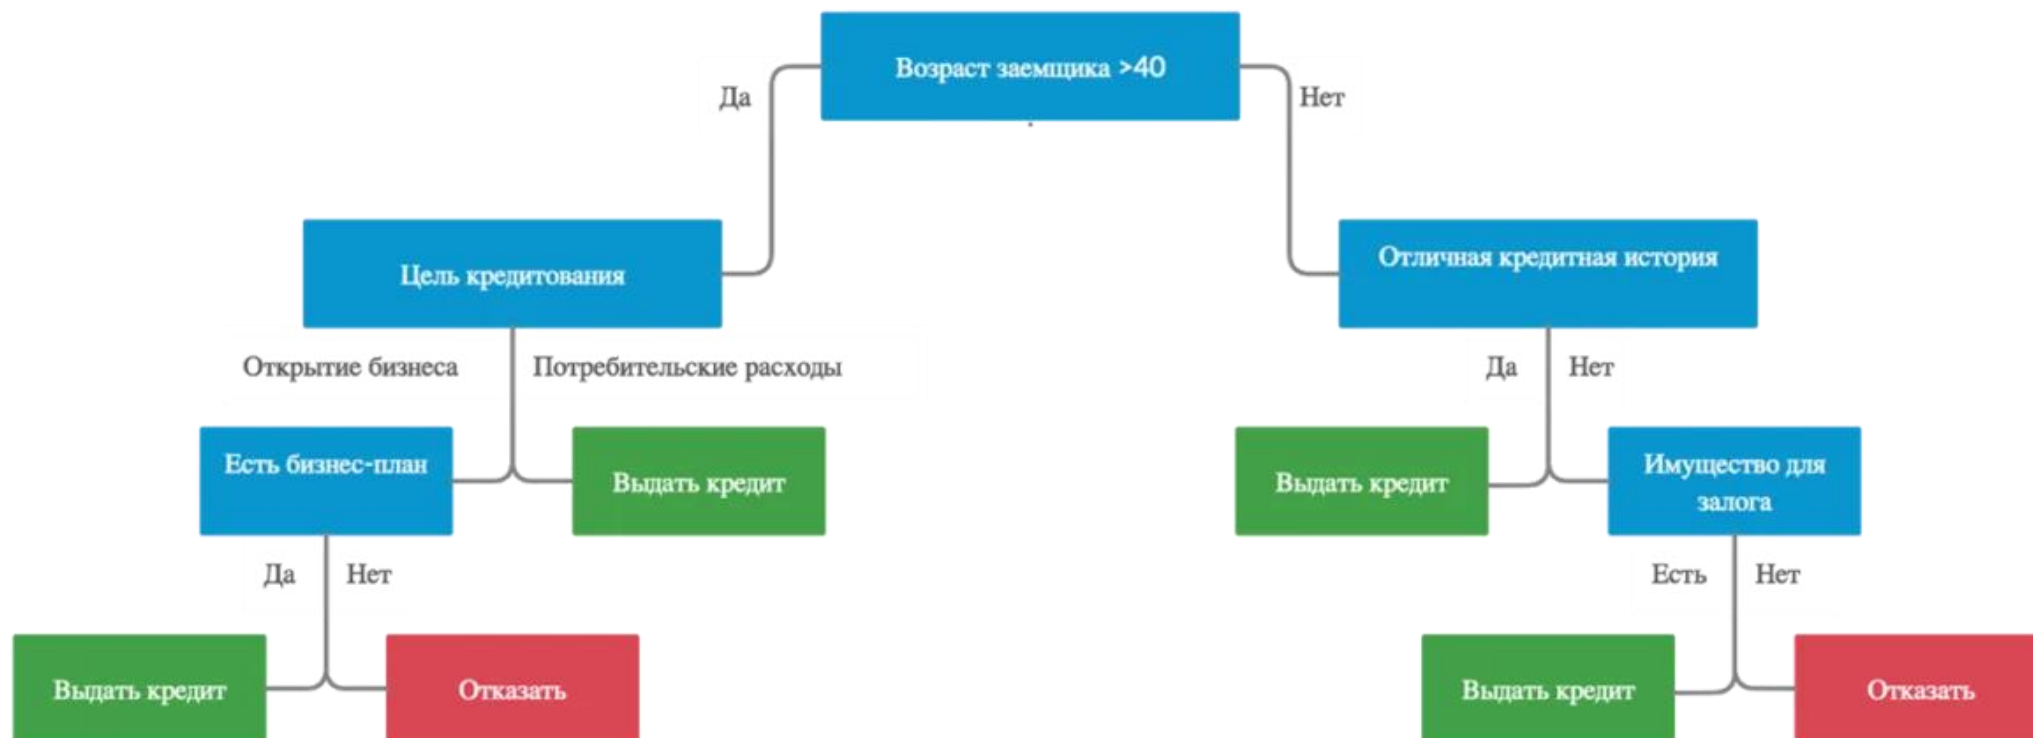 Возраст заемщика >40
Да
Нет
Цель кредитования
Отличная кредитная история
Открытие бизнеса
Потребительские расходы
Да
Нет
Есть бизнес-план
Выдать кредит
Выдать кредит
Имущество для
залога
Да
Нет
Есть
Нет
Выдать кредит
Отказать
Выдать кредит
Отказать